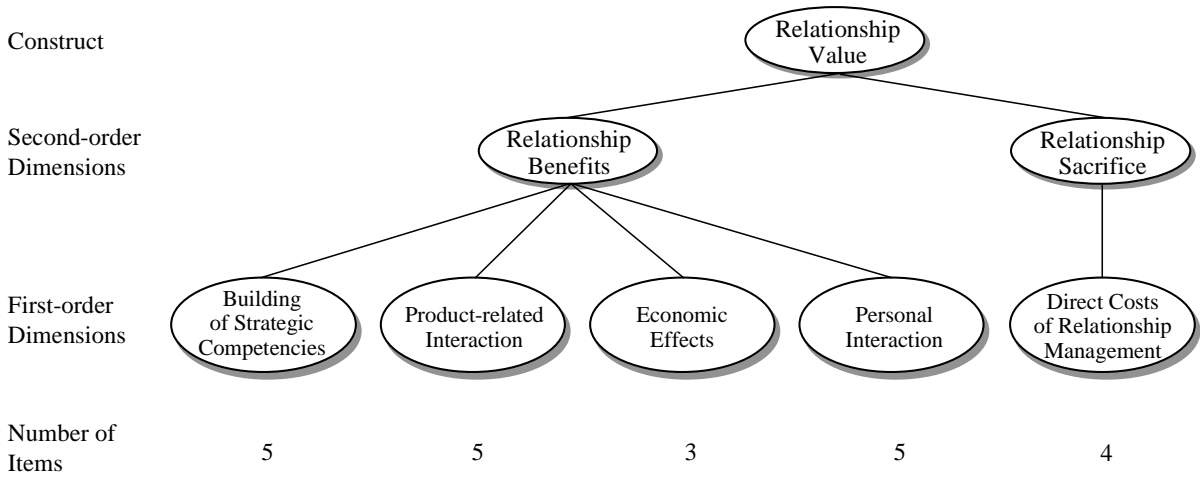 Construct
Relationship
Value
Second-order
Dimensions
Relationship
Benefits
Relationship
Sacrifice
First-order
Dimensions
Building
of Strategic
Competencies
Product-related
Interaction
Economic
Effects
Personal
Interaction
Direct Costs
of Relationship
Management
Number of
Items
5
5
3
5
4